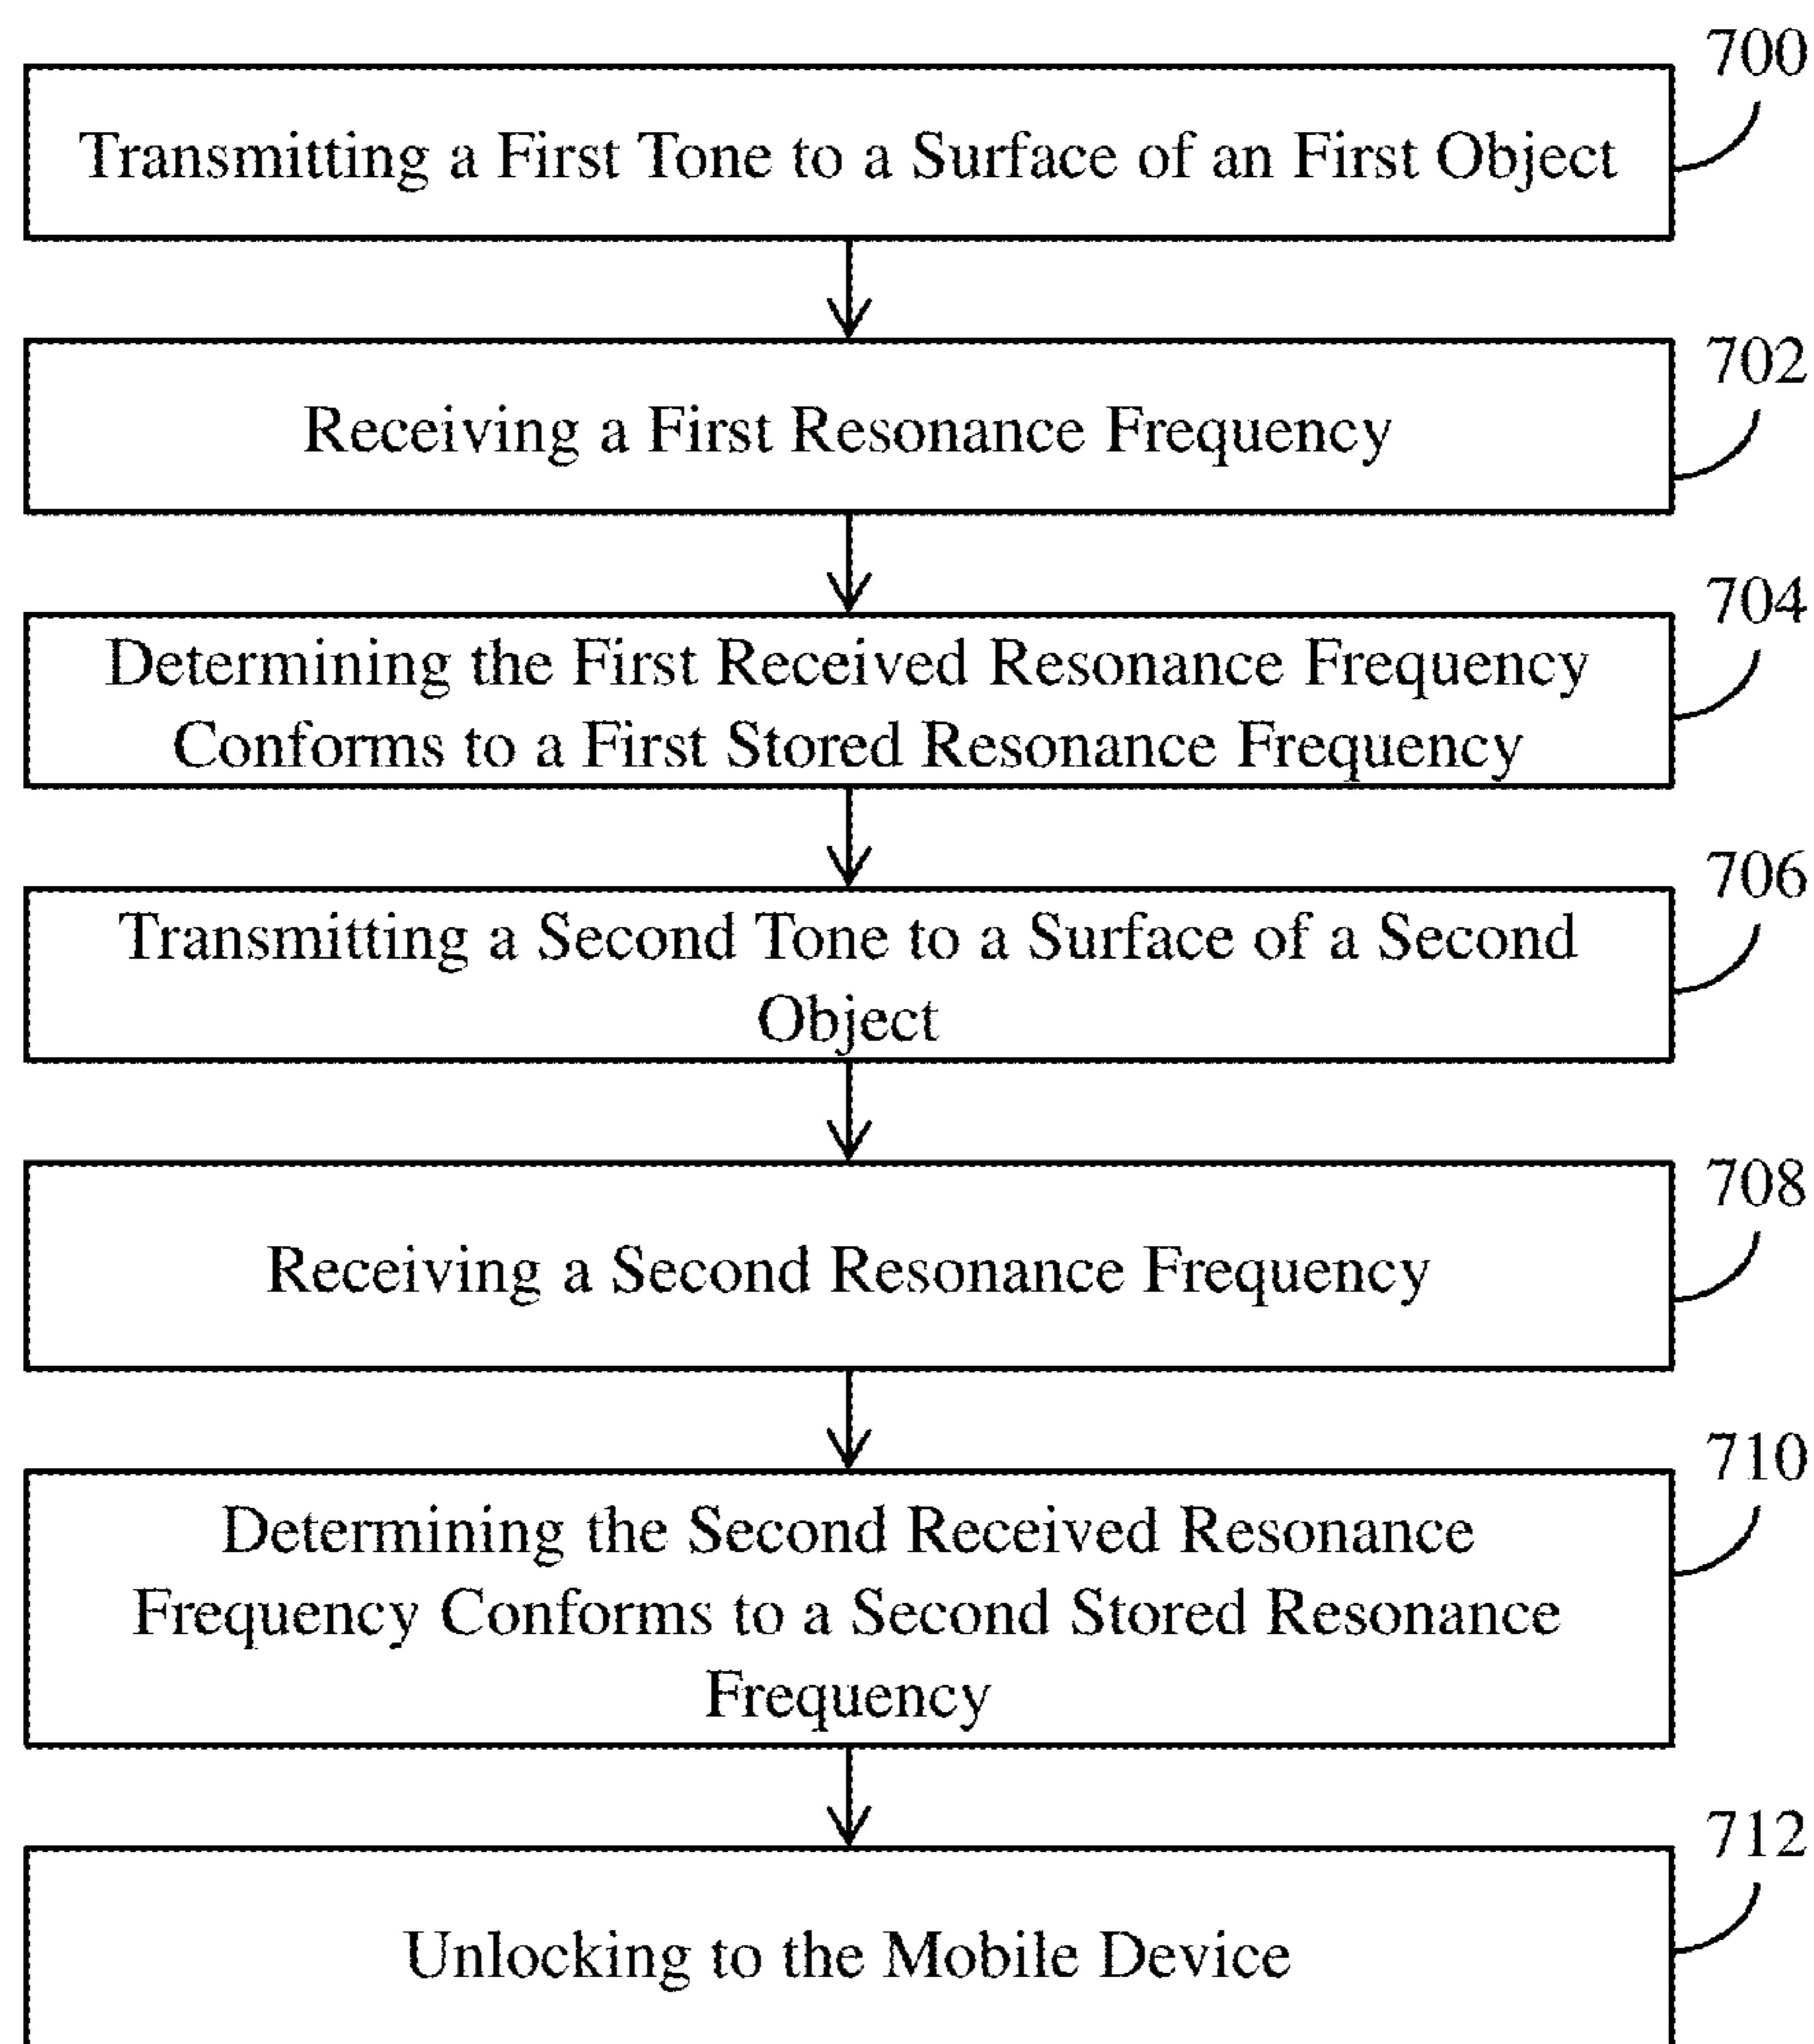 700
Transmitting a First Tone to a Surface of an First Object
702
Receiving a First Resonance Frequency
704
Determining the First Received Resonance Frequency
Conforms to a First Stored Resonance Frequency
706
Transmitting a Second Tone to a Surface of a Second
Object
708
Receiving a Second Resonance Frequency
710
Determining the Second Received Resonance
Frequency Conforms to a Second Stored Resonance
Frequency
712
Unlocking to the Mobile Device